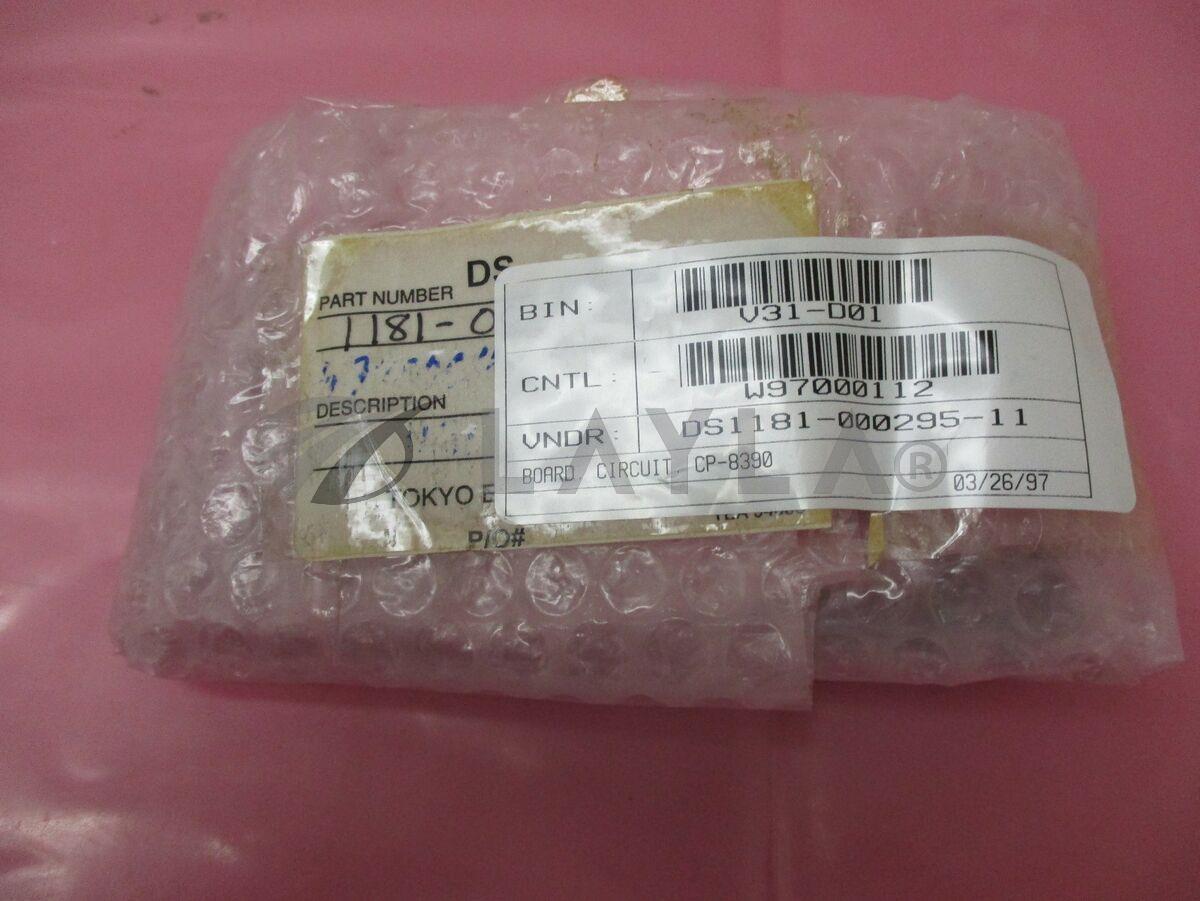 DS
PART NUMBER
1181-0
DESCRIPTION
TOKYO E
P/O#
BIN:
V31-D01
CNTL:
W97000112
VNDR:
DS1181-000295-11
BOARD CIRCUIT, CP-8390
03/26/97
LAYLA®